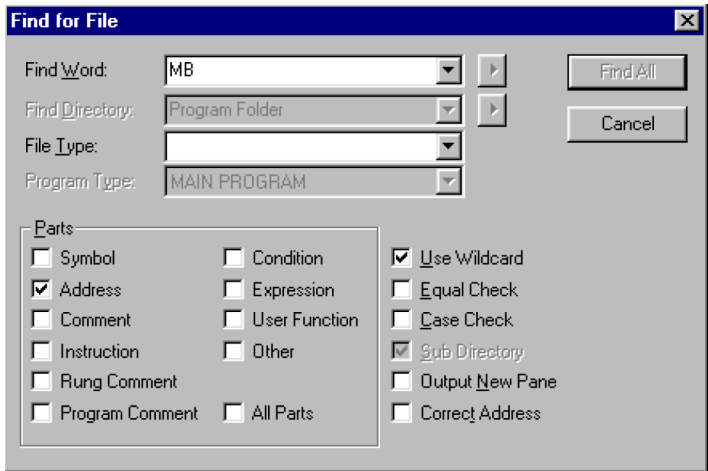 Find for File
Find Word: MB Find All
Find Directory: Program Folder
Cancel
File Type:
Program Type: MAIN PROGRAM
Parts
Symbol Condition Use Wildcard
Address Expression Equal Check
Comment User Function Case Check
Instruction Other Sub Directory
Rung Comment Output New Pane
Program Comment All Parts Correct Address